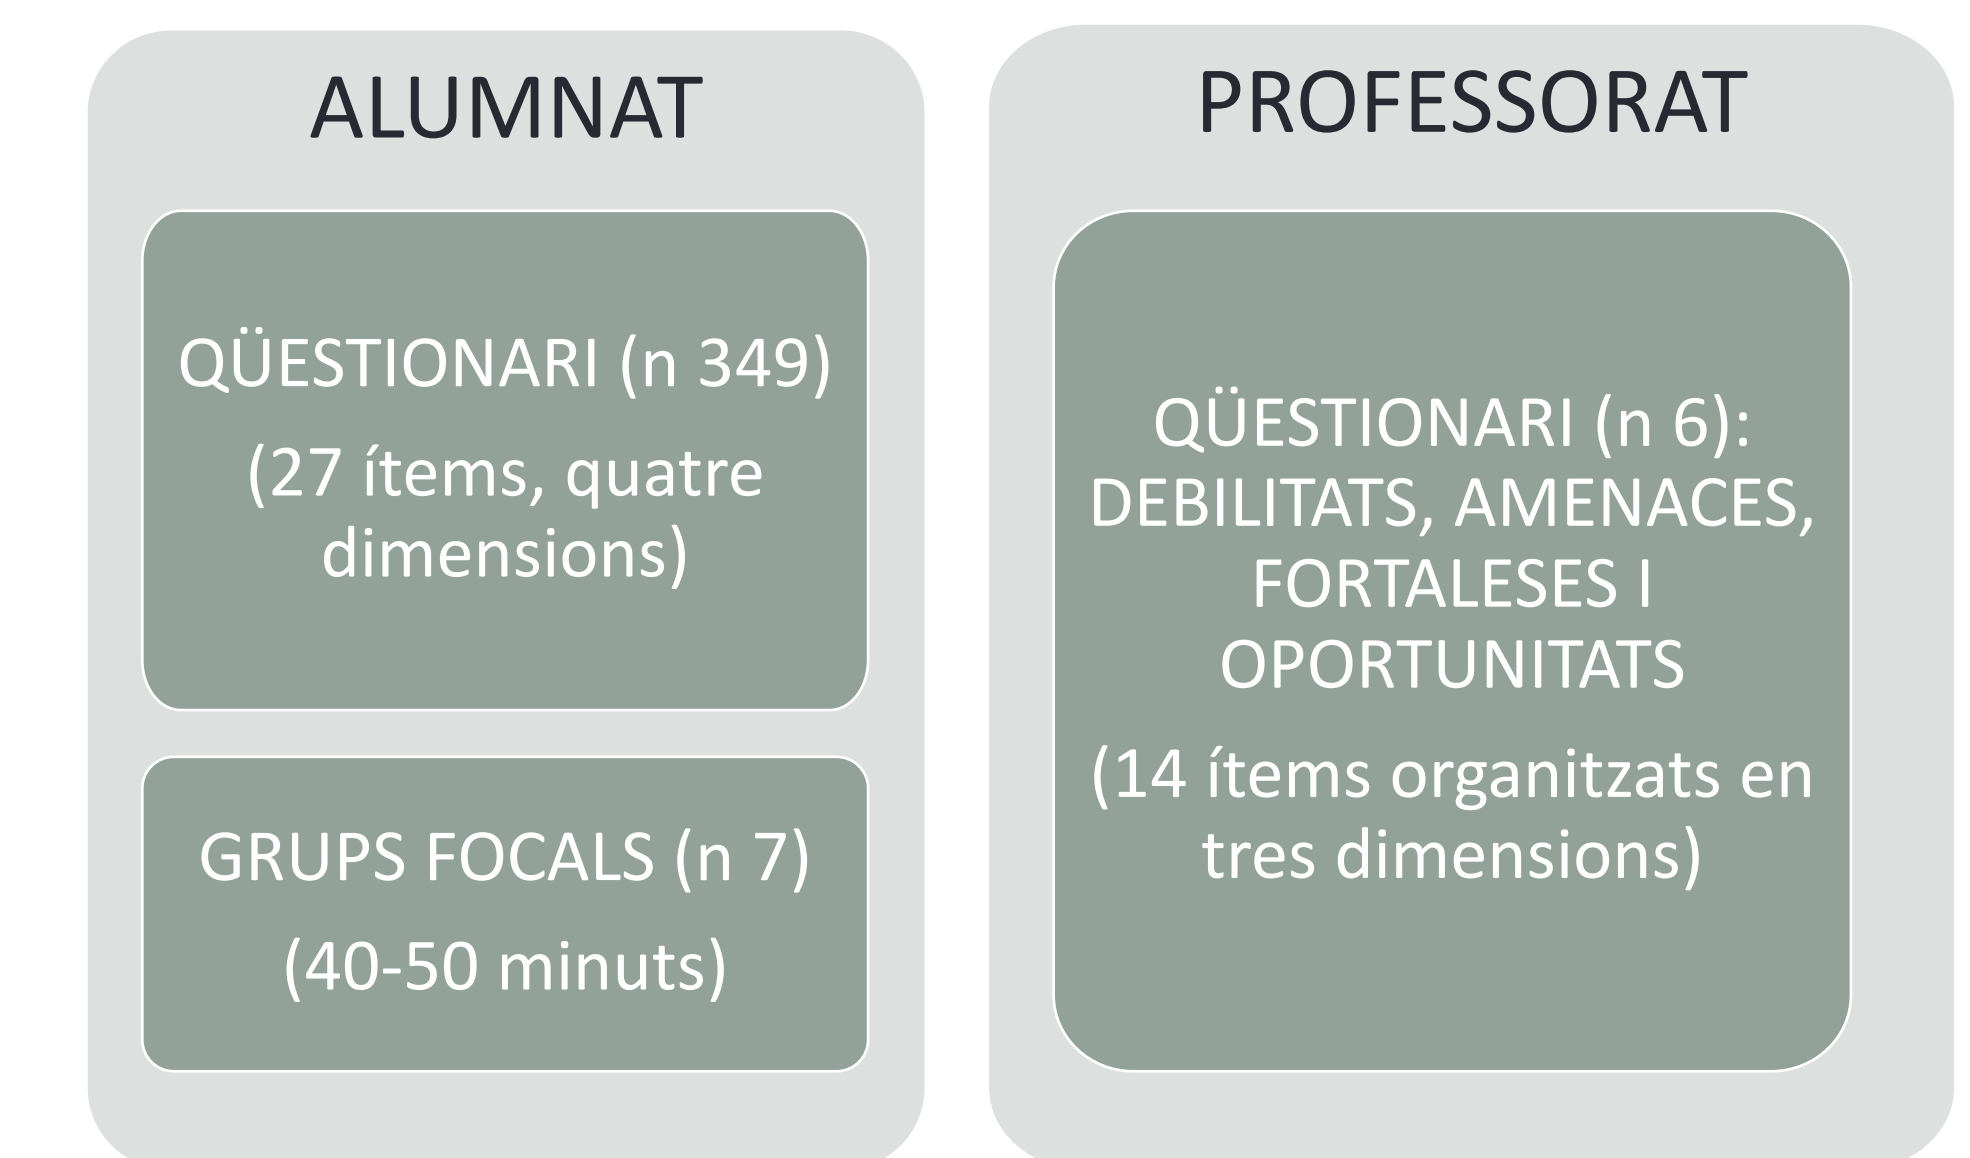 ALUMNAT
QÜESTIONARI (n 349)
(27 ítems, quatre
dimensions)
GRUPS FOCALS (n 7)
(40-50 minuts)
PROFESSORAT
QÜESTIONARI (n 6):
DEBILITATS, AMENACES,
FORTALESES I
OPORTUNITATS
(14 ítems organitzats en
tres dimensions)